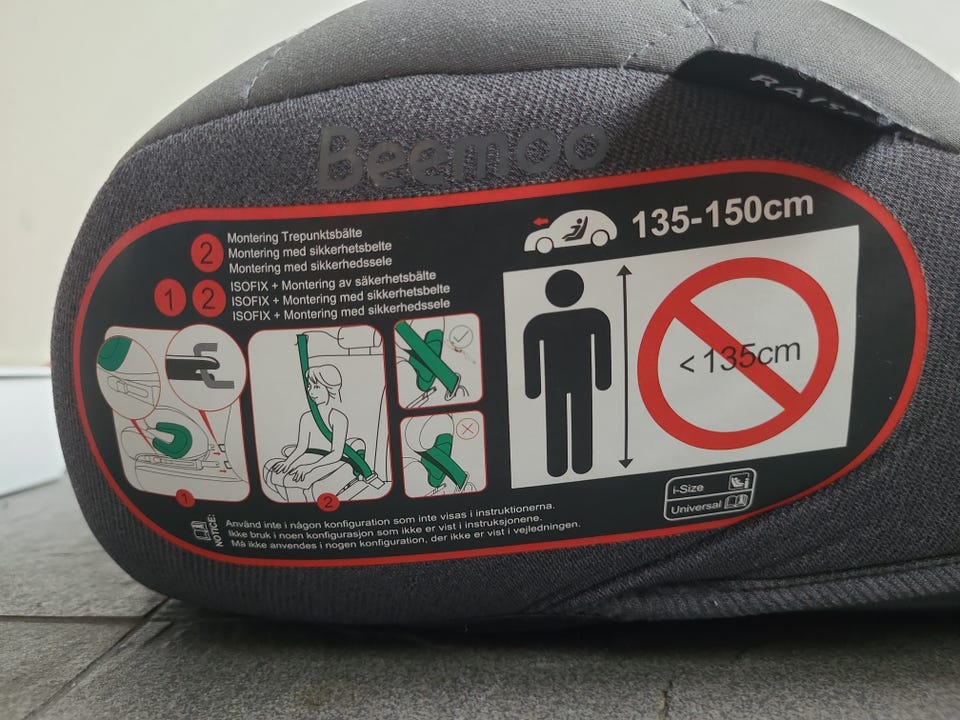 RAIS
Beemoo
2 Montering Trepunktsbälte
Montering med sikkerhetsbelte
Montering med sikkerhedssele
1 2 ISOFIX + Montering av säkerhetsbälte
ISOFIX + Montering med sikkerhetsbelte
ISOFIX + Montering med sikkerhedssele
1
2
135-150cm
< 135cm
i-Size
Universal
NOTICE:
Använd inte i någon konfiguration som inte visas i instruktionerna.
Ikke bruk i noen konfigurasjon som ikke er vist i instruksjonene.
Må ikke anvendes i nogen konfiguration, der ikke er vist i vejledningen.